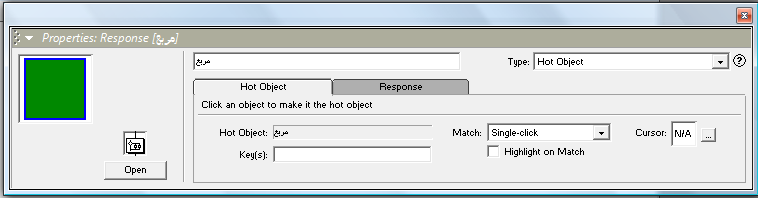 Properties: Response [مربع]
مربع
Type: Hot Object
?
Hot Object
Response
Click an object to make it the hot object
Hot Object: مربع
Match: Single-click
Cursor: N/A
...
Key(s):
Highlight on Match
Open